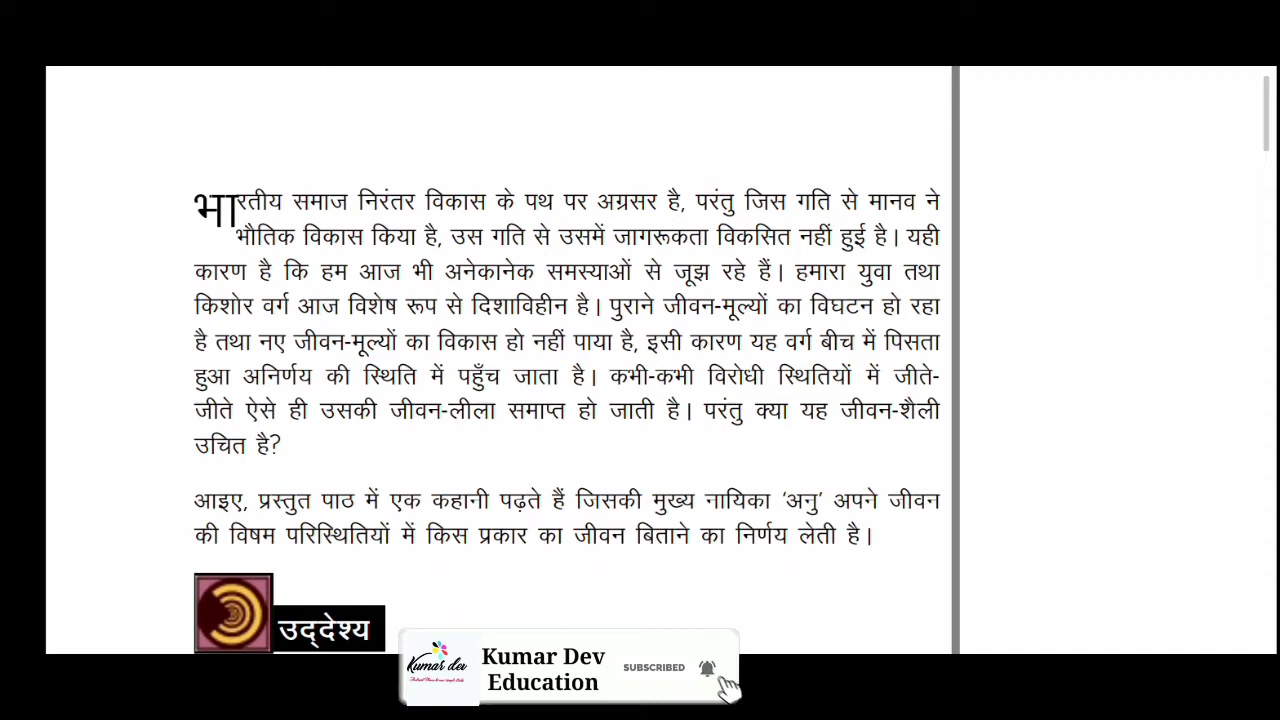 भारतीय समाज निरंतर विकास के पथ पर अग्रसर है, परंतु जिस गति से मानव ने
भौतिक विकास किया है, उस गति से उसमें जागरूकता विकसित नहीं हुई है। यही
कारण है कि हम आज भी अनेकानेक समस्याओं से जूझ रहे हैं। हमारा युवा तथा
किशोर वर्ग आज विशेष रूप से दिशाविहीन है। पुराने जीवन-मूल्यों का विघटन हो रहा
है तथा नए जीवन-मूल्यों का विकास हो नहीं पाया है, इसी कारण यह वर्ग बीच में पिसता
हुआ अनिर्णय की स्थिति में पहुँच जाता है। कभी-कभी विरोधी स्थितियों में जीते-
जीते ऐसे ही उसकी जीवन-लीला समाप्त हो जाती है। परंतु क्या यह जीवन-शैली
उचित है?
आइए, प्रस्तुत पाठ में एक कहानी पढ़ते हैं जिसकी मुख्य नायिका ‘अनु’ अपने जीवन
की विषम परिस्थितियों में किस प्रकार का जीवन बिताने का निर्णय लेती है।
उद्‌देश्य
Kumar dev
Kumar Dev
Education
SUBSCRIBED